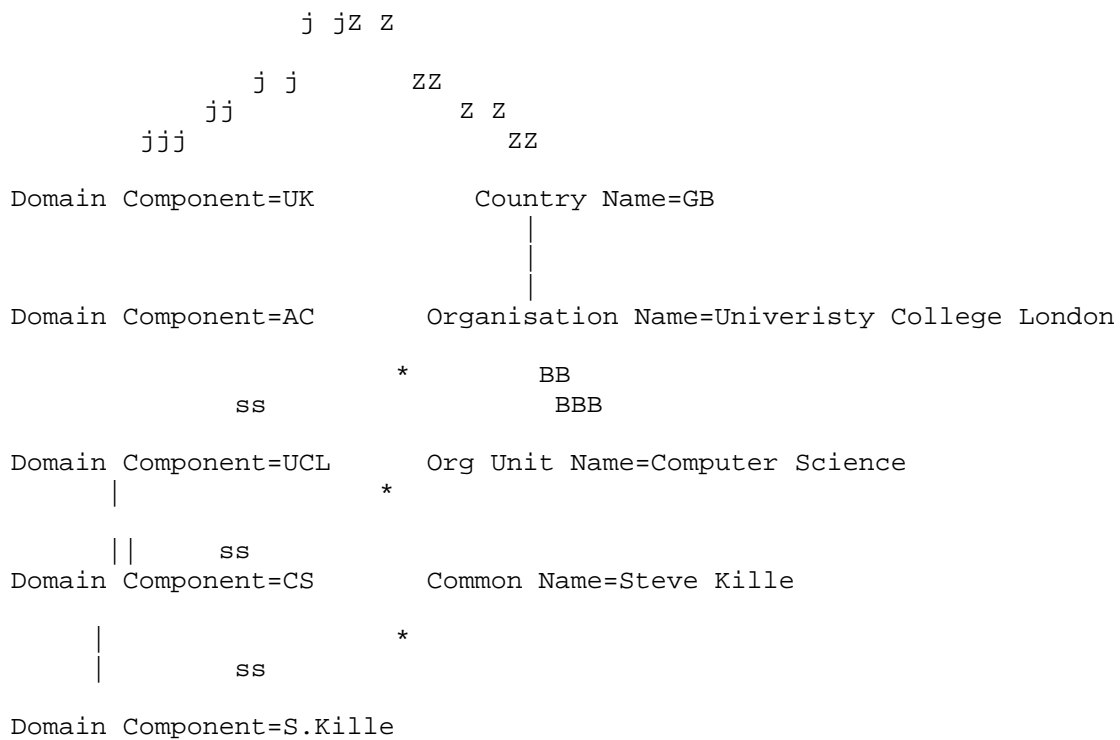 j jZ Z
j j ZZ
jj Z Z
jjj ZZ
Domain Component=UK Country Name=GB
|
|
|
Domain Component=AC Organisation Name=Univeristy College London
* BB
ss BBB
Domain Component=UCL Org Unit Name=Computer Science
| *
|| ss
Domain Component=CS Common Name=Steve Kille
| *
| ss
Domain Component=S.Kille